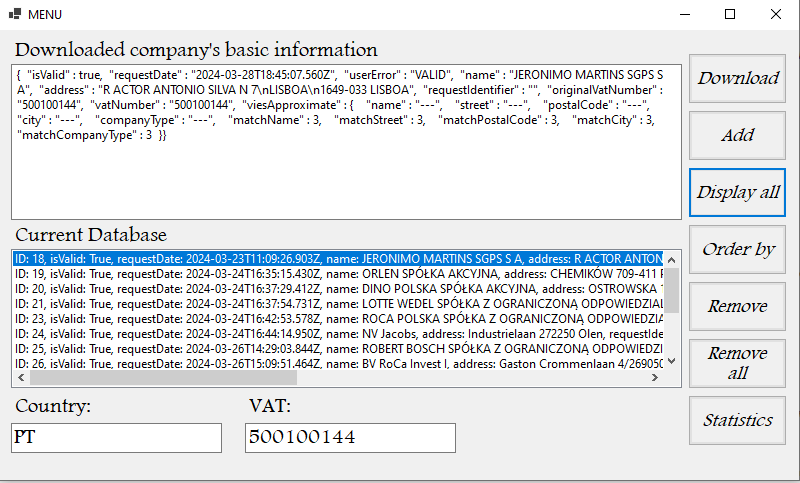 MENU
Downloaded company's basic information
{ "isValid" : true, "requestDate" : "2024-03-28T18:45:07.560Z", "userError" : "VALID", "name" : "JERONIMO MARTINS SGPS S
A", "address" : "R ACTOR ANTONIO SILVA N 7\nLISBOA\n1649-033 LISBOA", "requestIdentifier" : "", "originalVatNumber" :
"500100144", "vatNumber" : "500100144", "viesApproximate" : { "name" : "---", "street" : "---", "postalCode" : "---",
"city" : "---", "companyType" : "---", "matchName" : 3, "matchStreet" : 3, "matchPostalCode" : 3, "matchCity" : 3,
"matchCompanyType" : 3 }}
Current Database
ID: 18, isValid: True, requestDate: 2024-03-23T11:09:26.903Z, name: JERONIMO MARTINS SGPS S A, address: R ACTOR ANTON
ID: 19, isValid: True, requestDate: 2024-03-24T16:35:15.430Z, name: ORLEN SPÓŁKA AKCYJNA, address: CHEMIKÓW 709-411
ID: 20, isValid: True, requestDate: 2024-03-24T16:37:29.412Z, name: DINO POLSKA SPÓŁKA AKCYJNA, address: OSTROWSKA
ID: 21, isValid: True, requestDate: 2024-03-24T16:37:54.731Z, name: LOTTE WEDEL SPÓŁKA Z OGRANICZONĄ ODPOWIEDZIAL
ID: 23, isValid: True, requestDate: 2024-03-24T16:42:53.578Z, name: ROCA POLSKA SPÓŁKA Z OGRANICZONĄ ODPOWIEDZIAL
ID: 24, isValid: True, requestDate: 2024-03-24T16:44:14.950Z, name: NV Jacobs, address: Industrielaan 272250 Olen, requestIde
ID: 25, isValid: True, requestDate: 2024-03-26T14:29:03.844Z, name: ROBERT BOSCH SPÓŁKA Z OGRANICZONĄ ODPOWIEDZI
ID: 26, isValid: True, requestDate: 2024-03-26T15:09:51.464Z, name: BV RoCa Invest I, address: Gaston Crommenlaan 4/269050
Country:
VAT:
PT
500100144
Download
Add
Display all
Order by
Remove
Remove
all
Statistics